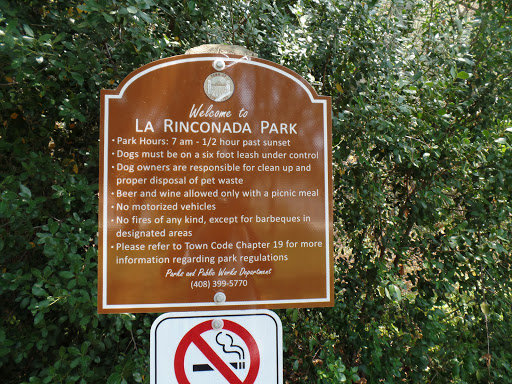 Welcome to
LA RINCONADA PARK
• Park Hours: 7 am - 1/2 hour past sunset
• Dogs must be on a six foot leash under control
• Dog owners are responsible for clean up and
proper disposal of pet waste
• Beer and wine allowed only with a picnic meal
• No motorized vehicles
• No fires of any kind, except for barbeques in
designated areas
• Please refer to Town Code Chapter 19 for more
information regarding park regulations
Parks and Public Works Department
(408) 399-5770